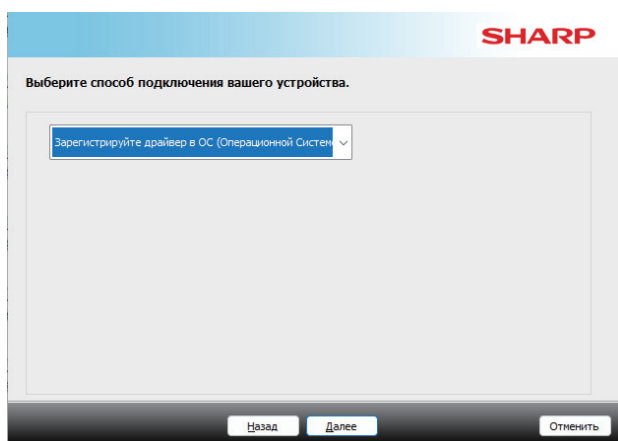 SHARP
Выберите способ подключения вашего устройства.
Зарегистрируйте драйвер в ОС (Операционной Систем
Назад Далее Отменить